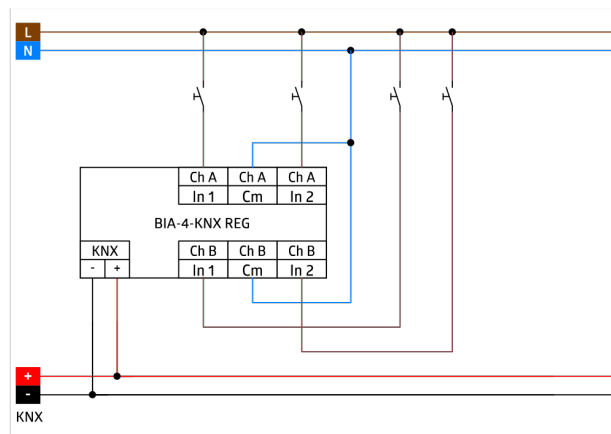 L
N
Ch A Ch A Ch A
In 1 Cm In 2
BIA-4-KNX REG
KNX Ch B Ch B Ch B
- + In 1 Cm In 2
+
-
KNX